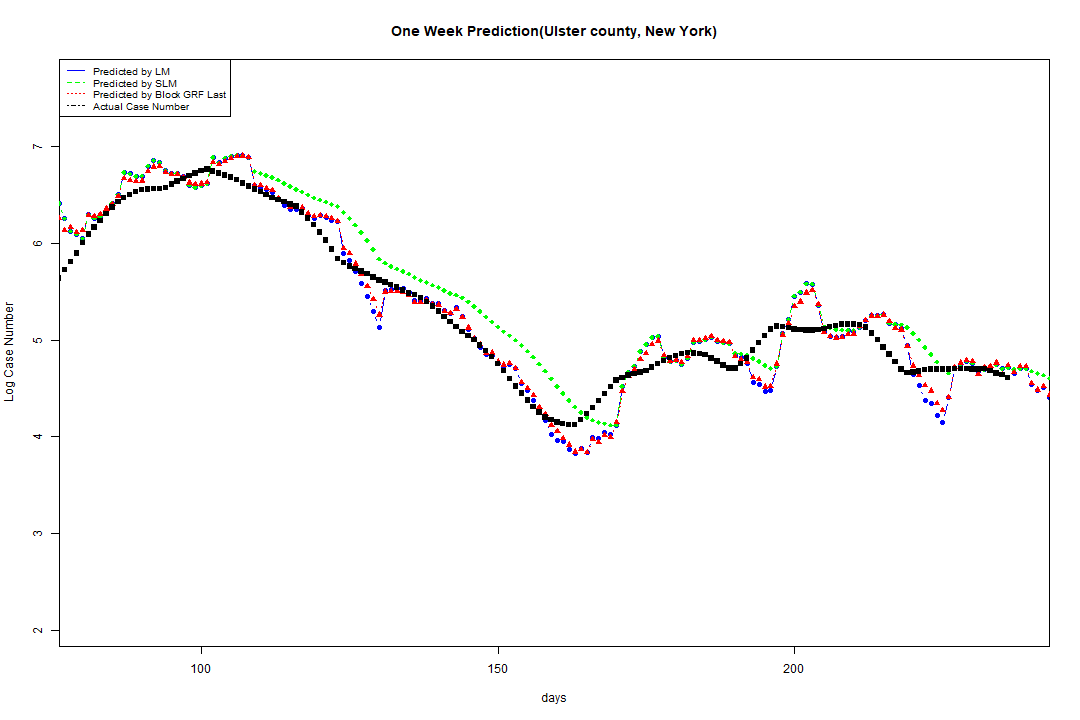 One Week Prediction(Ulster county, New York)
Predicted by LM
Predicted by SLM
Predicted by Block GRF Last
Actual Case Number
7
6
5
4
3
2
Log Case Number
100 150 200
days